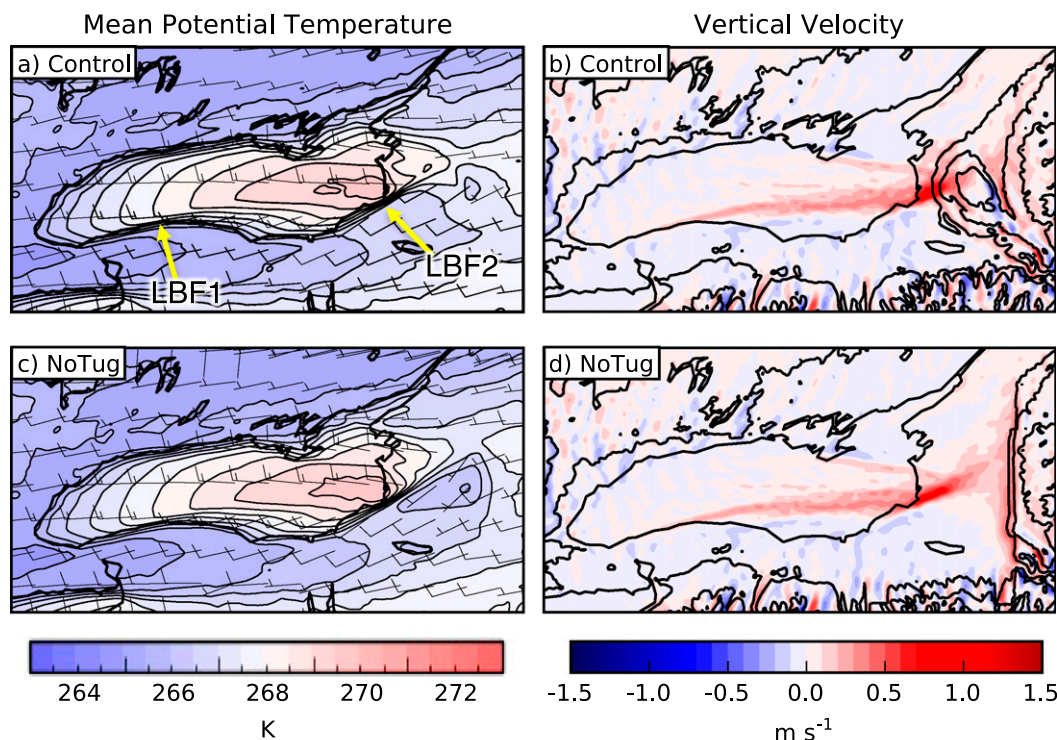 Mean Potential Temperature
Vertical Velocity
a) Control
b) Control
LBF1
LBF2
c) NoTug
d) NoTug
264 266 268 270 272
K
-1.5 -1.0 -0.5 0.0 0.5 1.0 1.5
m s⁻¹